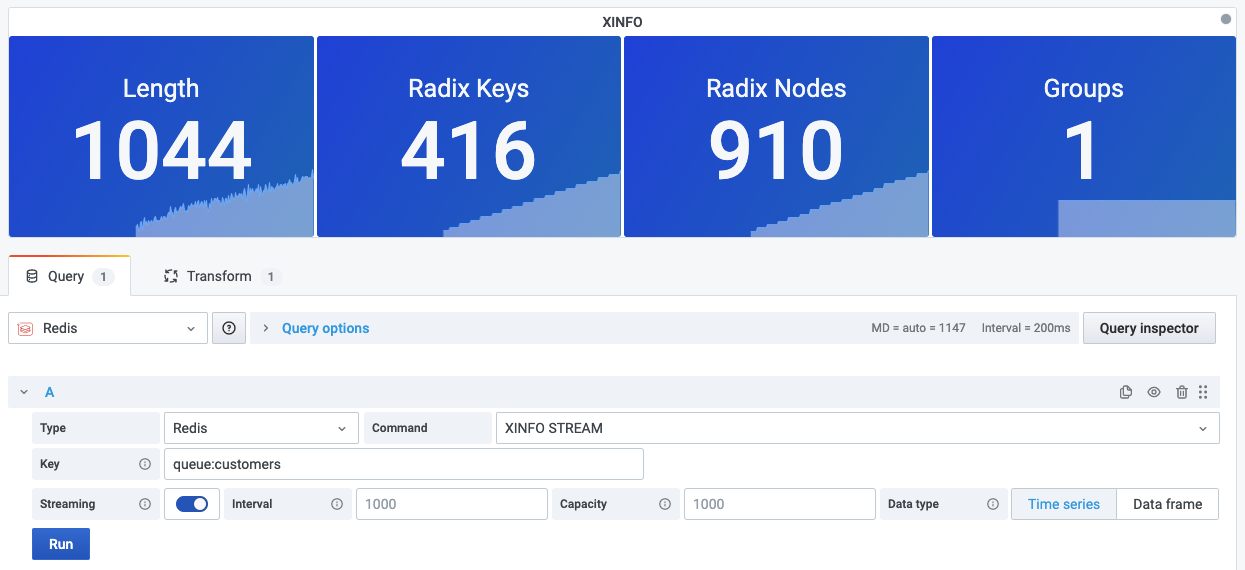 XINFO
Length Radix Keys Radix Nodes Groups
1044 416 910 1
Query 1 Transform 1
Redis Query options MD = auto = 1147 Interval = 200ms Query inspector
A
Type Redis Command XINFO STREAM
Key queue:customers
Streaming Interval 1000 Capacity 1000 Data type Time series Data frame
Run